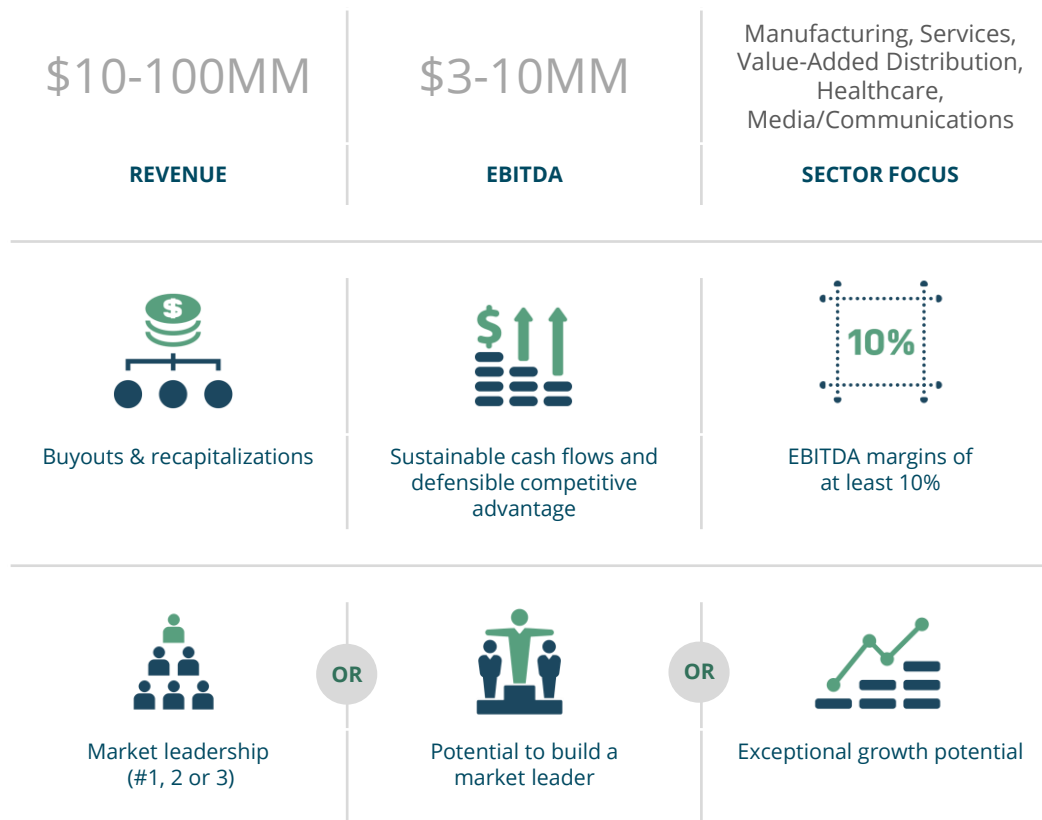 $10-100MM
REVENUE
$3-10MM
EBITDA
Manufacturing, Services,
Value-Added Distribution,
Healthcare,
Media/Communications
SECTOR FOCUS
$
Buyouts & recapitalizations
$
Sustainable cash flows and
defensible competitive
advantage
10%
EBITDA margins of
at least 10%
Market leadership
(#1, 2 or 3)
OR
Potential to build a
market leader
OR
Exceptional growth potential